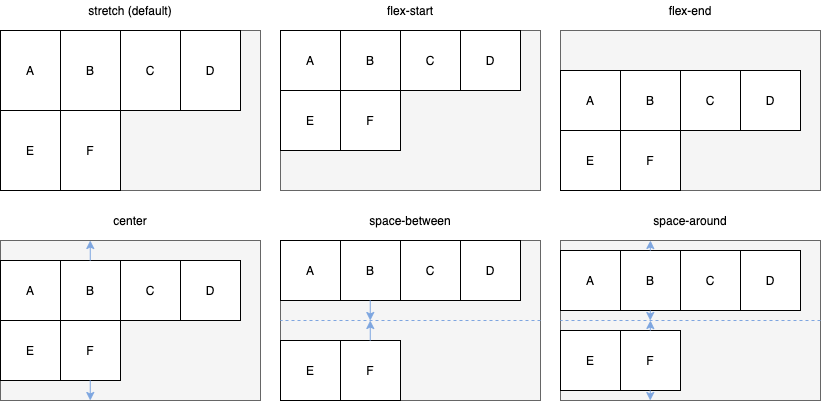 stretch (default) flex-start flex-end
A B C D A B C D
A B C D
E F
E F
E F
center space-between space-around
A B C D
A B C D A B C D
E F
E F
E F